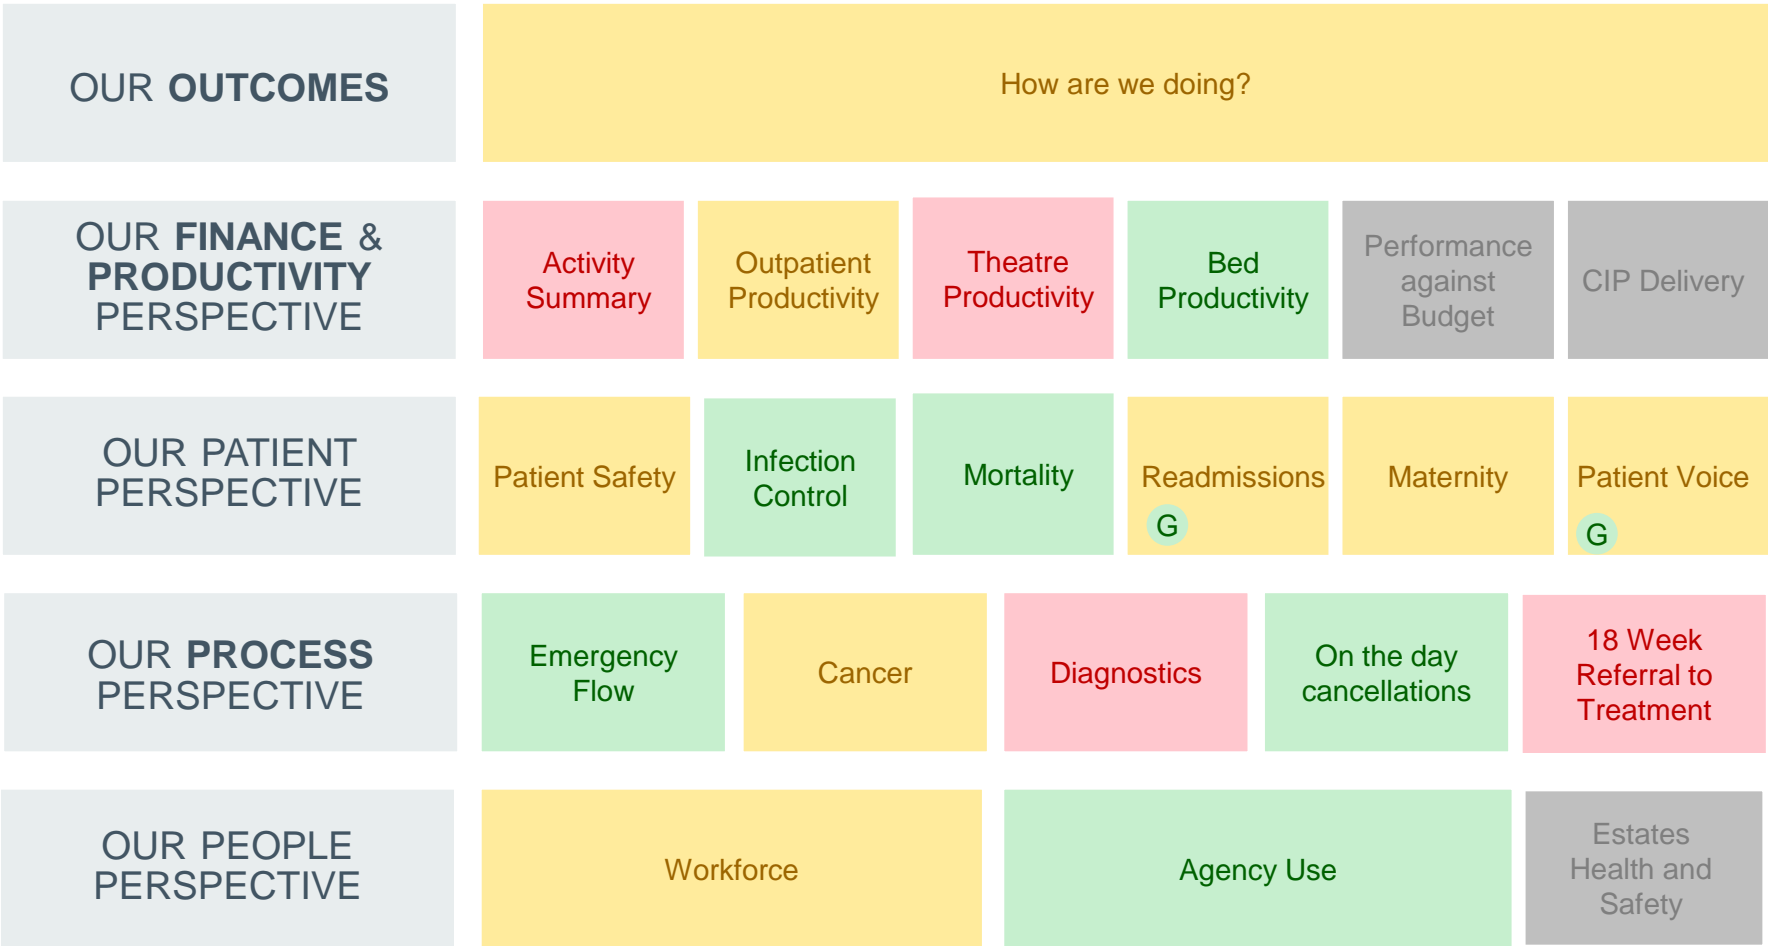 OUR OUTCOMES
How are we doing?
OUR FINANCE &
PRODUCTIVITY
PERSPECTIVE
Activity
Summary
Outpatient
Productivity
Theatre
Productivity
Bed
Productivity
Performance
against
Budget
CIP Delivery
OUR PATIENT
PERSPECTIVE
Patient Safety
Infection
Control
Mortality
Readmissions
G
Maternity
Patient Voice
G
OUR PROCESS
PERSPECTIVE
Emergency
Flow
Cancer
Diagnostics
On the day
cancellations
18 Week
Referral to
Treatment
OUR PEOPLE
PERSPECTIVE
Workforce
Agency Use
Estates
Health and
Safety